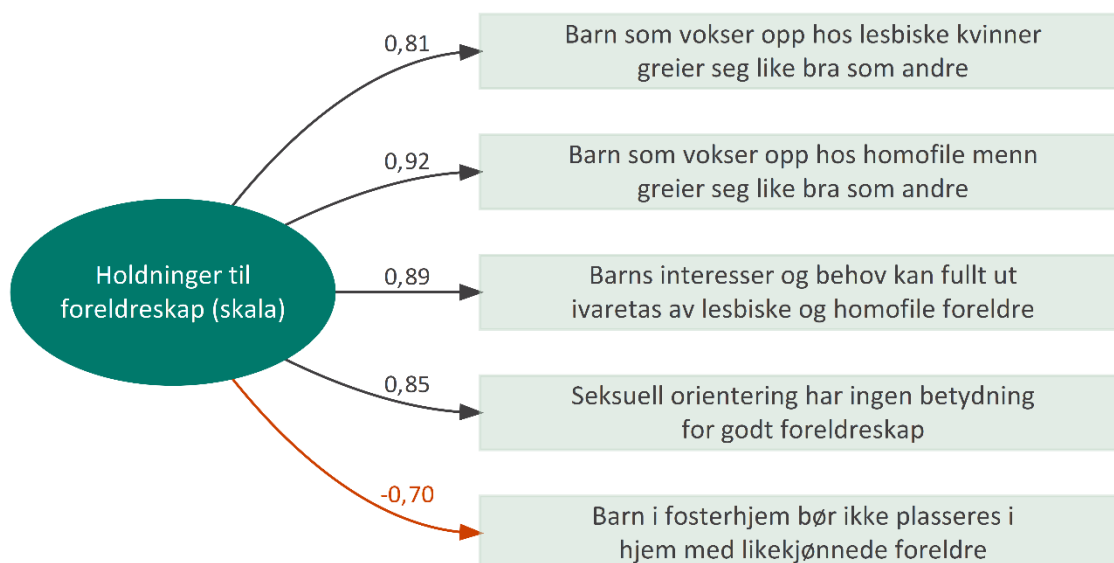 Holdninger til
foreldreskap (skala)
0,81
Barn som vokser opp hos lesbiske kvinner
greier seg like bra som andre
0,92
Barn som vokser opp hos homofile menn
greier seg like bra som andre
0,89
Barns interesser og behov kan fullt ut
ivaretas av lesbiske og homofile foreldre
0,85
Seksuell orientering har ingen betydning
for godt foreldreskap
-0,70
Barn i fosterhjem bør ikke plasseres i
hjem med likekjønnede foreldre